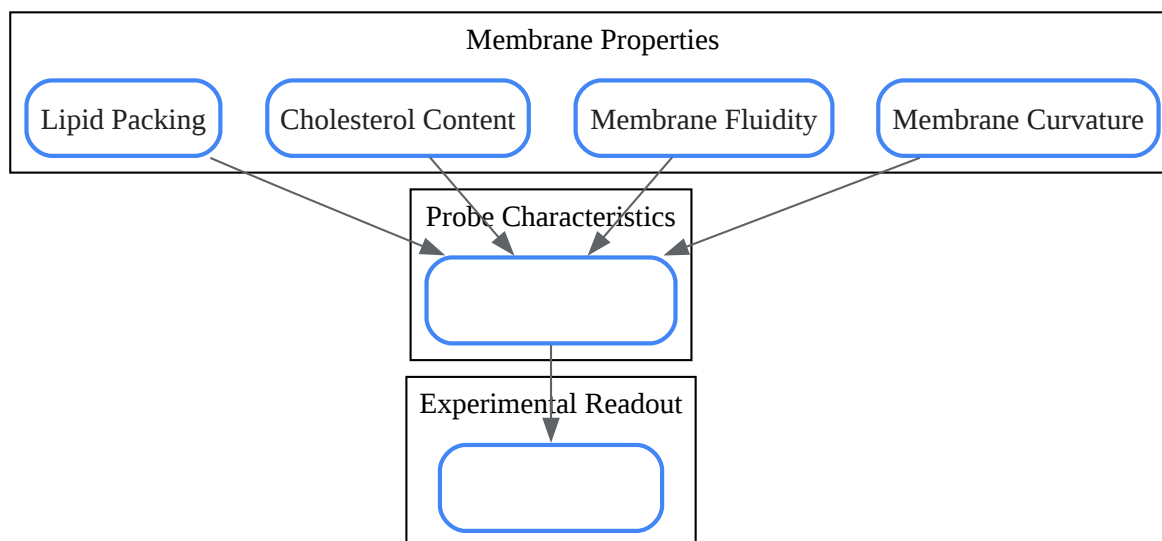 Membrane Properties
Lipid Packing
Cholesterol Content
Membrane Fluidity
Membrane Curvature
Probe Characteristics
Experimental Readout